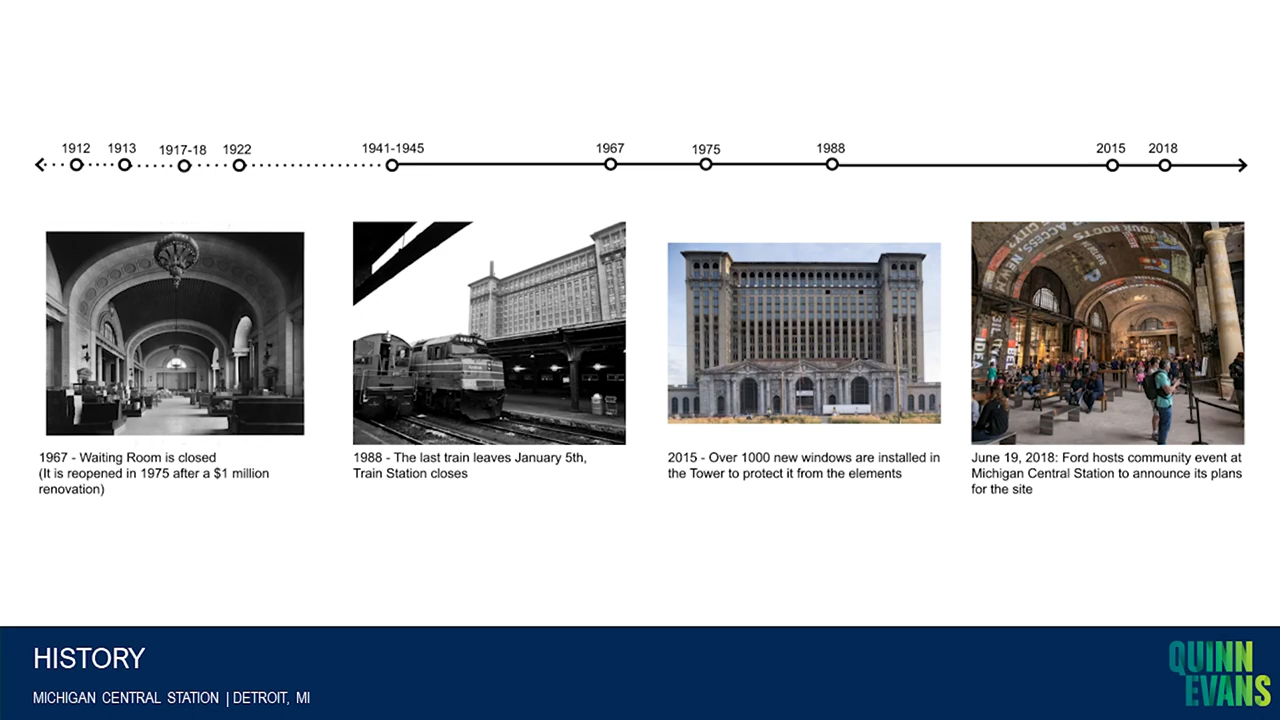 1912 1913 1917-18 1922 1941-1945 1967 1975 1988 2015 2018
1967 - Waiting Room is closed
(It is reopened in 1975 after a $1 million
renovation)
1988 - The last train leaves January 5th,
Train Station closes
2015 - Over 1000 new windows are installed in
the Tower to protect it from the elements
June 19, 2018: Ford hosts community event at
Michigan Central Station to announce its plans
for the site
HISTORY
MICHIGAN CENTRAL STATION | DETROIT, MI
QUINN
EVANS